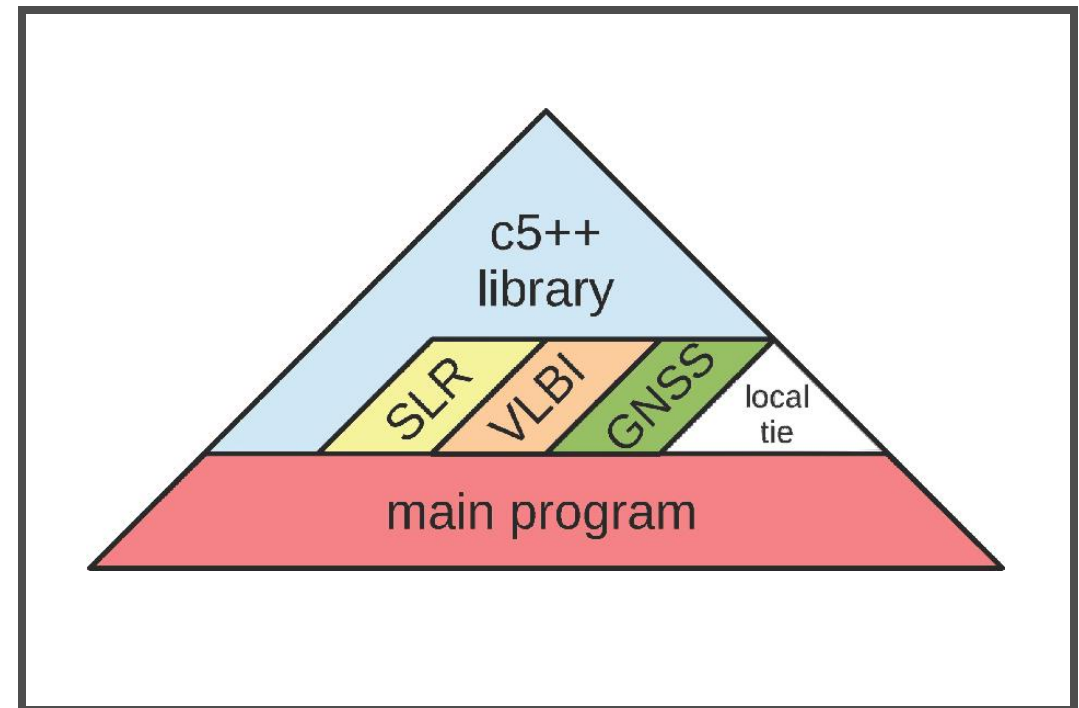 c5++
library
SLR
VLBI
GNSS
local
tie
main program